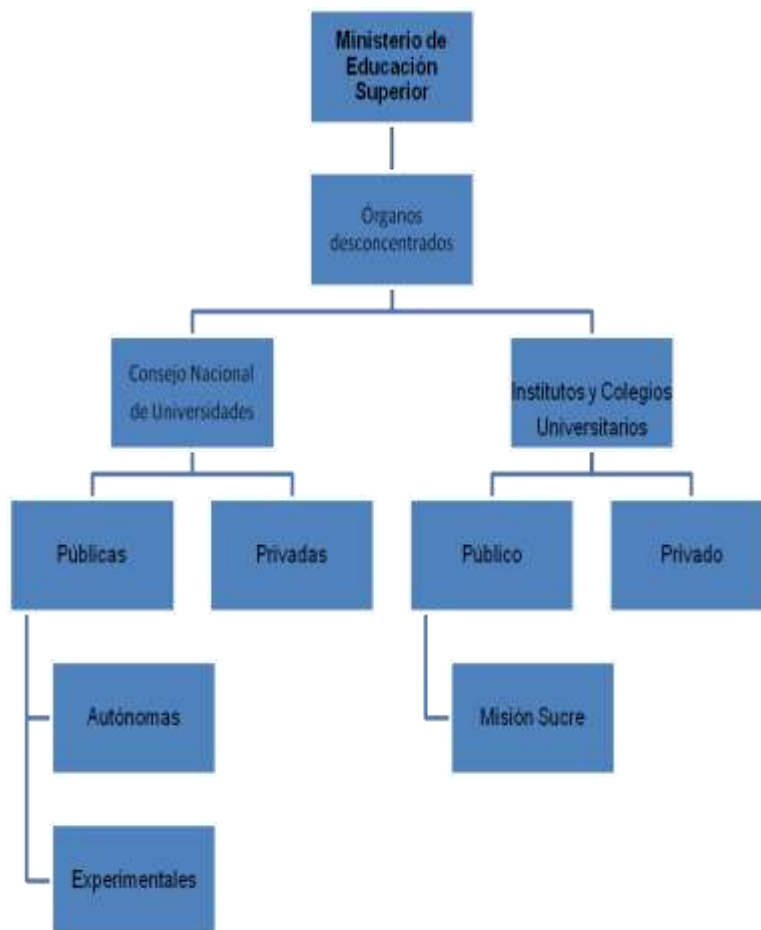 Ministerio de
Educación
Superior
Órganos
desconcentrados
Consejo Nacional
de Universidades
Institutos y Colegios
Universitarios
Públicas
Privadas
Público
Privado
Autónomas
Misión Sucre
Experimentales